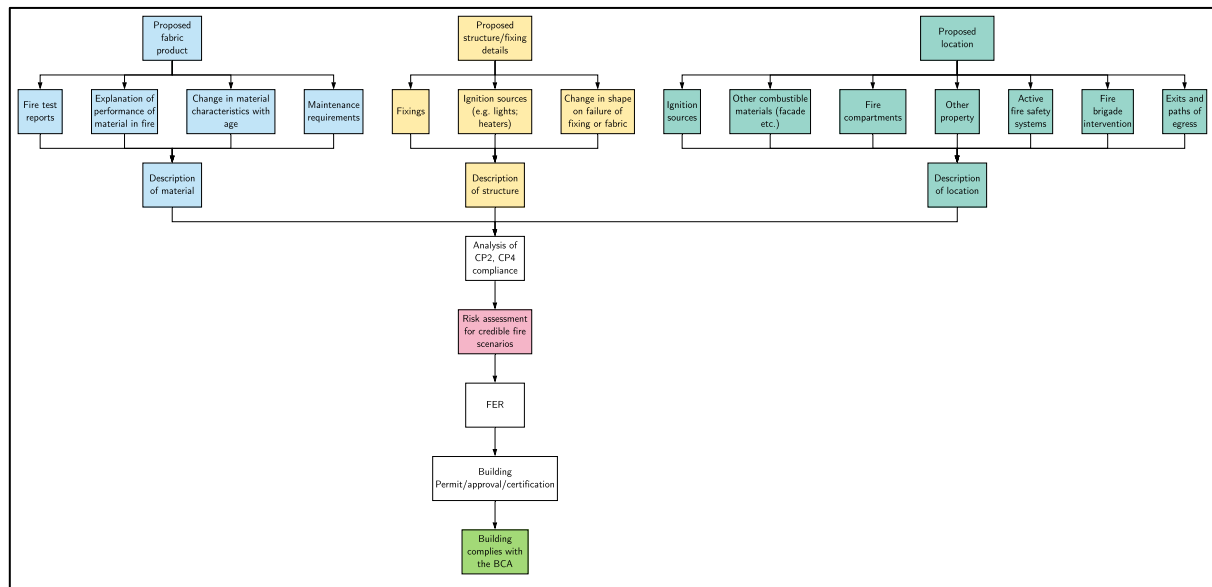 Proposed
fabric
product
Proposed
structure/fixing
details
Proposed
location
Fire test
reports
Explanation of
performance of
material in fire
Change in material
characteristics with
age
Maintenance
requirements
Fixings
Ignition sources
(e.g. lights;
heaters)
Change in shape
on failure of
fixing or fabric
Ignition
sources
Other combustible
materials (facade
etc.)
Fire
compartments
Other
property
Active
fire safety
systems
Fire
brigade
intervention
Exits and
paths of
egress
Description
of material
Description
of structure
Description
of location
Analysis of
CP2, CP4
compliance
Risk assessment
for credible fire
scenarios
FER
Building
Permit/approval/certification
Building
complies with
the BCA